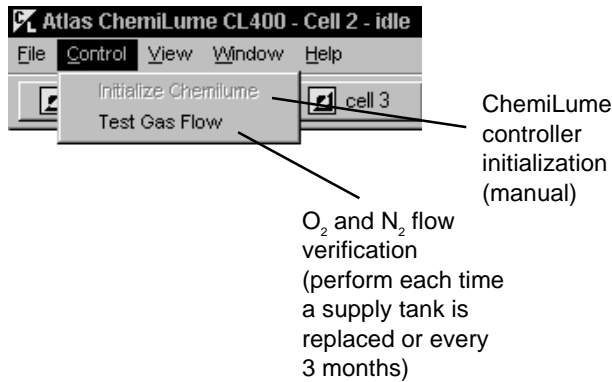 Atlas ChemiLume CL400 - Cell 2 - idle
File Control View Window Help
Initialize Chemilume
Test Gas Flow
cell 3
ChemiLume
controller
initialization
(manual)
O₂ and N₂ flow
verification
(perform each time
a supply tank is
replaced or every
3 months)